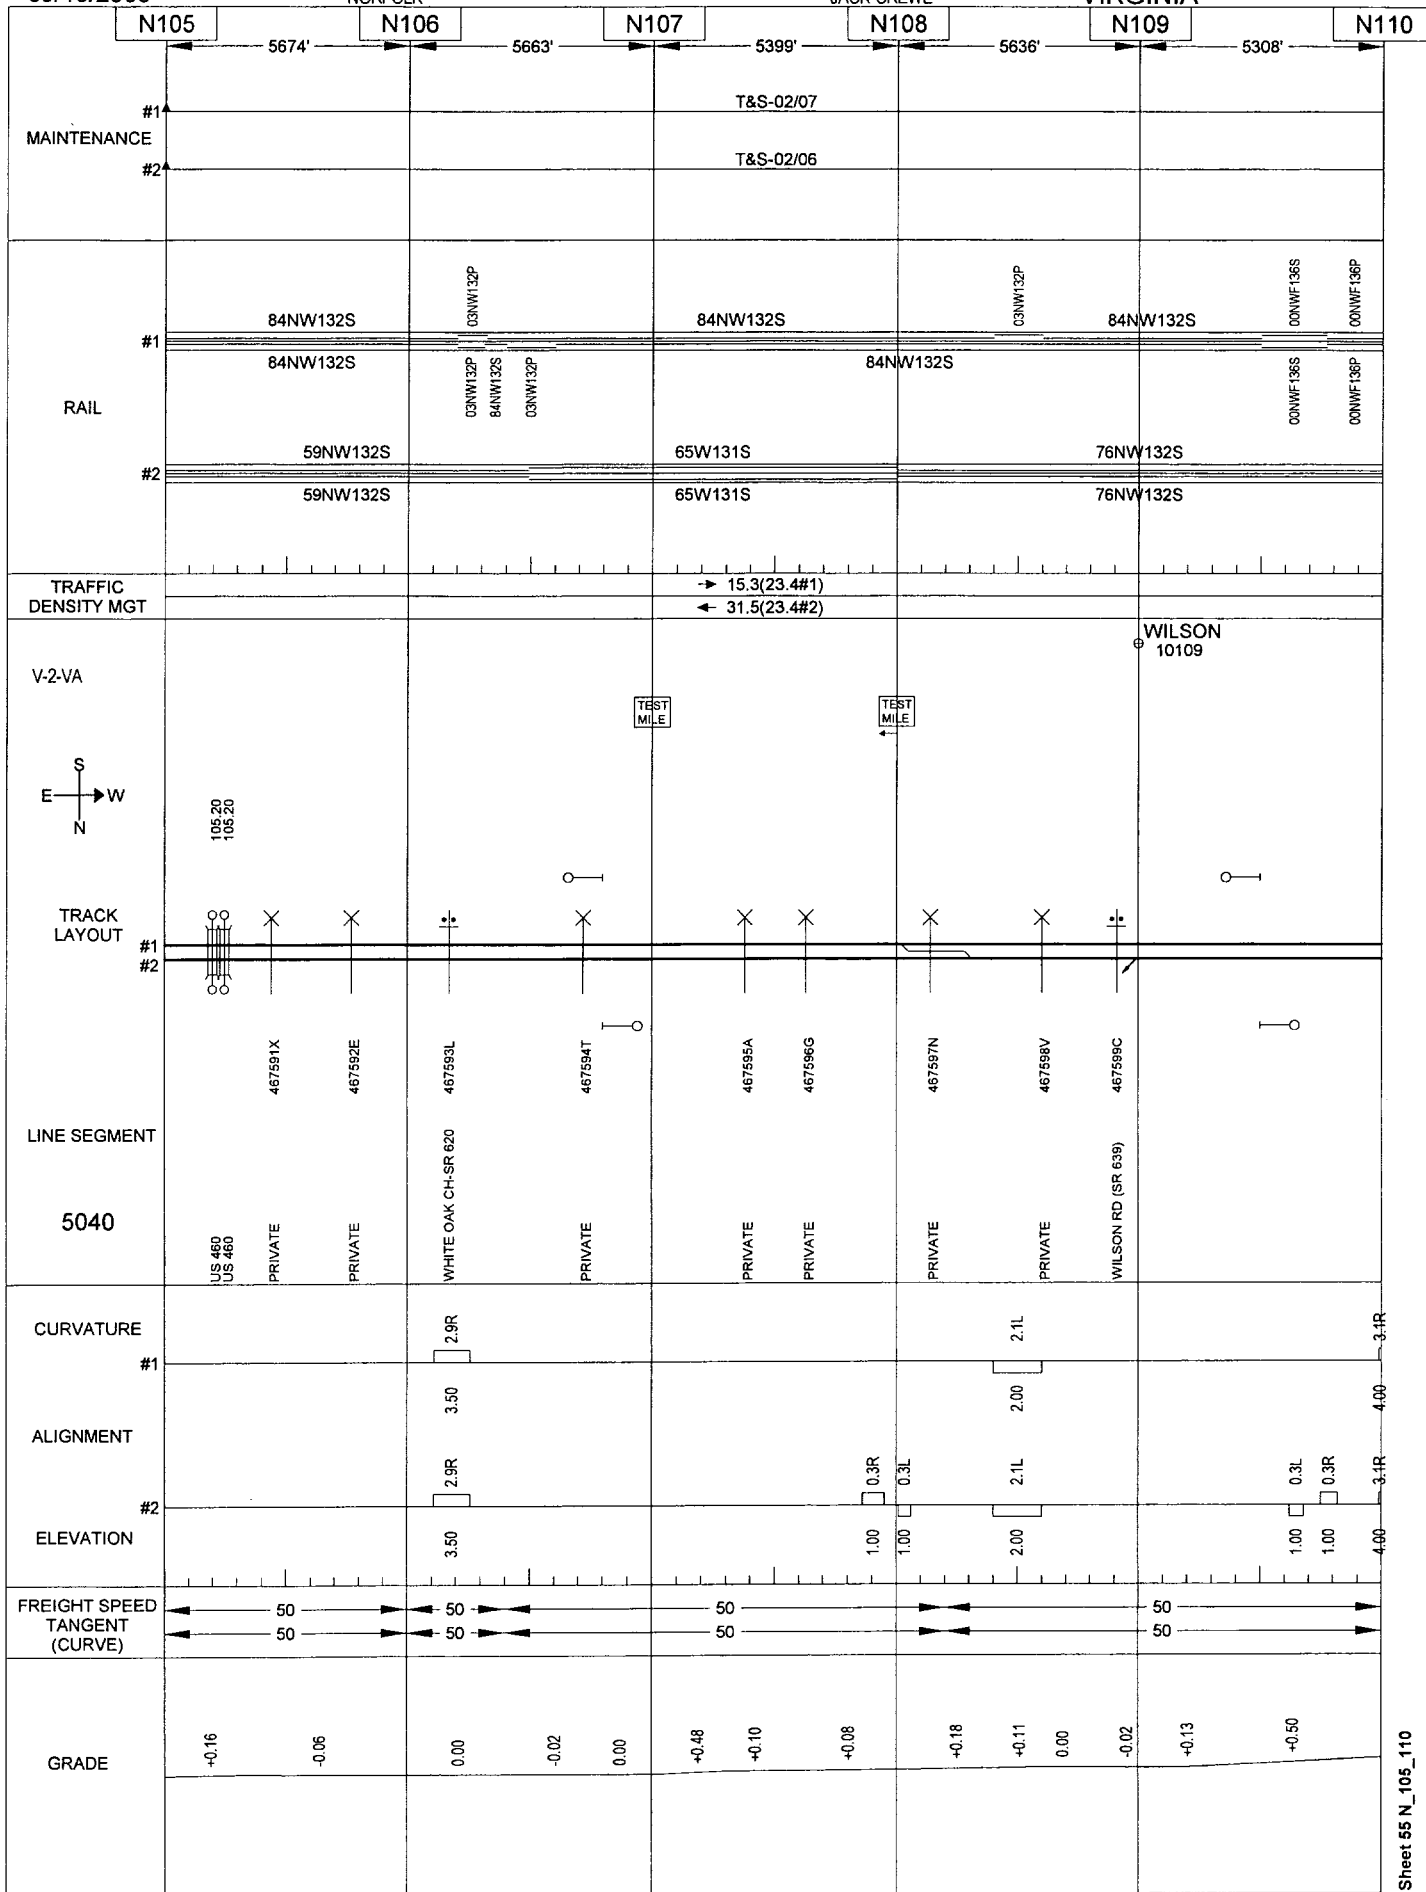 VIRGINIA
N105 N106 N107 N108 N109 N110
5674' 5663' 5399' 5636' 5308'
#1 T&S-02/07
MAINTENANCE
#2 T&S-02/06
03NW132P 03NW132P 00NWF136S 00NWF136P
84NW132S 84NW132S 84NW132S
#1
84NW132S 84NW132S
03NW132P 84NW132S 03NW132P 00NWF136S 00NWF136P
RAIL
59NW132S 65W131S 76NW132S
#2
59NW132S 65W131S 76NW132S
TRAFFIC
DENSITY MGT
15.3(23.4#1)
31.5(23.4#2)
WILSON
10109
V-2-VA
TEST
MILE
TEST
MILE
S
E W
N
105.20
105.20
TRACK
LAYOUT
#1
#2
467591X 467592E 467593L 467594T 467595A 467596G 467597N 467598V 467599C
LINE SEGMENT
5040
US 460
US 460
PRIVATE
PRIVATE
WHITE OAK CH-SR 620
PRIVATE
PRIVATE
PRIVATE
PRIVATE
PRIVATE
WILSON RD (SR 639)
CURVATURE
2.9R 2.1L 3.1R
#1
3.50 2.00 4.00
ALIGNMENT
2.9R 0.3R 0.3L 2.1L 0.3L 0.3R 3.1R
#2
ELEVATION
3.50 1.00 1.00 2.00 1.00 1.00 4.00
FREIGHT SPEED
TANGENT
(CURVE)
50 50 50 50
50 50 50 50
GRADE
+0.16 -0.06 0.00 -0.02 0.00 +0.48 +0.10 +0.08 +0.18 +0.11 0.00 -0.02 +0.13 +0.50
Sheet 55 N_105_110